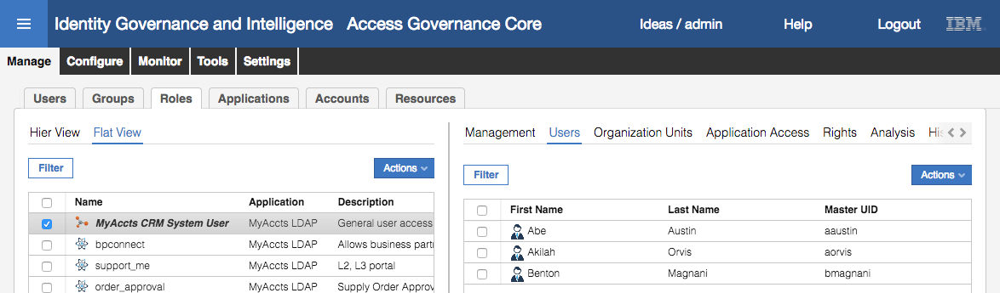 Identity Governance and Intelligence Access Governance Core Ideas / admin Help Logout IBM
Manage Configure Monitor Tools Settings
Users Groups Roles Applications Accounts Resources
Hier View Flat View
Filter Actions
Name Application Description
MyAccts CRM System User MyAccts LDAP General user access
bpconnect MyAccts LDAP Allows business part
support_me MyAccts LDAP L2, L3 portal
order_approval MyAccts LDAP Supply Order Approv
Management Users Organization Units Application Access Rights Analysis His
Filter Actions
First Name Last Name Master UID
Abe Austin aaustin
Akilah Orvis aorvis
Benton Magnani bmagnani